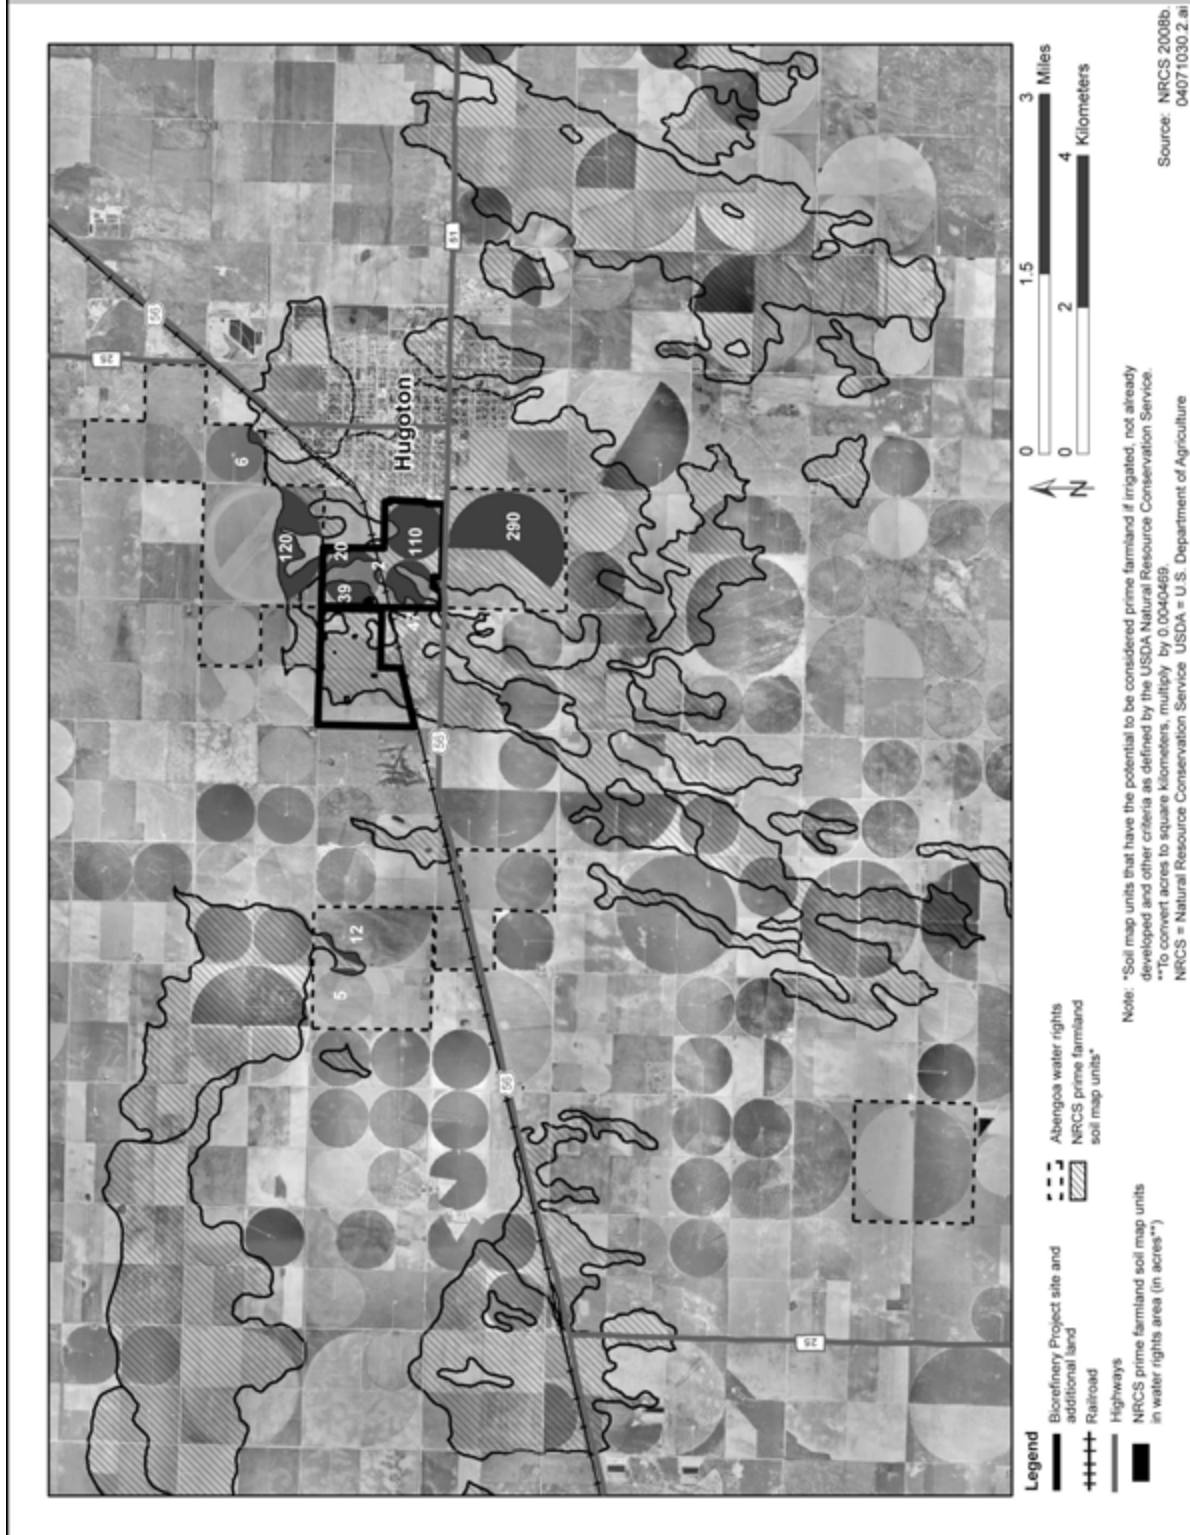 56
25
6
120
20
39
2
110
Hugoton
51
290
56
12
5
56
25
Legend
Biorefinery Project site and
additional land
Railroad
Highways
NRCS prime farmland soil map units
in water rights area (in acres**)
Abengoa water rights
NRCS prime farmland
soil map units*
0
1.5
3
Miles
0
2
4
Kilometers
N
Note: *Soil map units that have the potential to be considered prime farmland if irrigated, not already
developed and other criteria as defined by the USDA Natural Resource Conservation Service.
**To convert acres to square kilometers, multiply by 0.0040469.
NRCS = Natural Resource Conservation Service USDA = U.S. Department of Agriculture
Source: NRCS 2008b.
04071030.2.ai